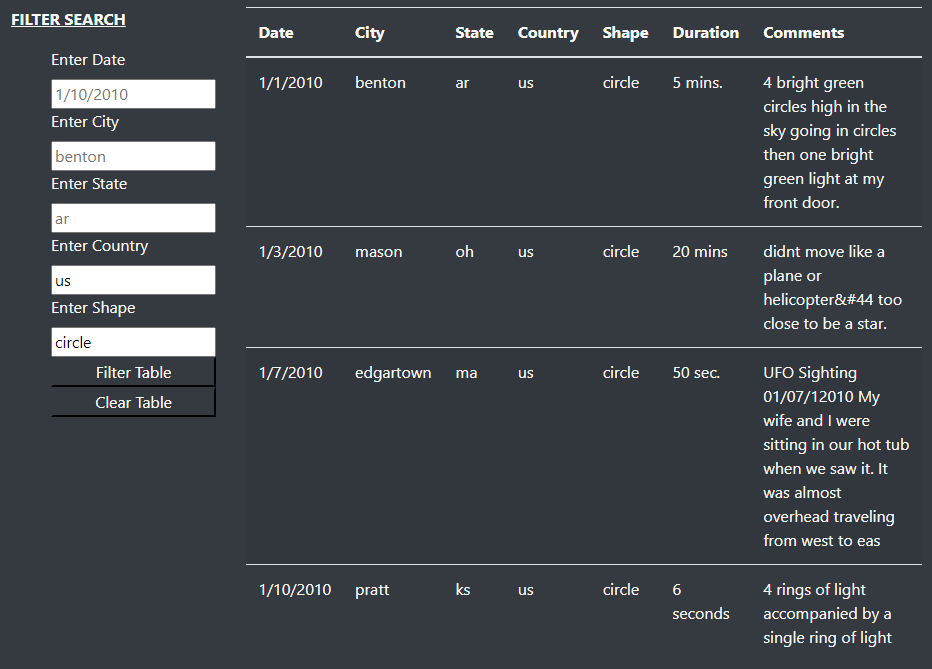 FILTER SEARCH
Enter Date
1/10/2010
Enter City
benton
Enter State
ar
Enter Country
us
Enter Shape
circle
Filter Table
Clear Table
Date City State Country Shape Duration Comments
1/1/2010 benton ar us circle 5 mins. 4 bright green
circles high in the
sky going in circles
then one bright
green light at my
front door.
1/3/2010 mason oh us circle 20 mins didnt move like a
plane or
helicopter&#44 too
close to be a star.
1/7/2010 edgartown ma us circle 50 sec. UFO Sighting
01/07/12010 My
wife and I were
sitting in our hot tub
when we saw it. It
was almost
overhead traveling
from west to eas
1/10/2010 pratt ks us circle 6 4 rings of light
seconds accompanied by a
single ring of light